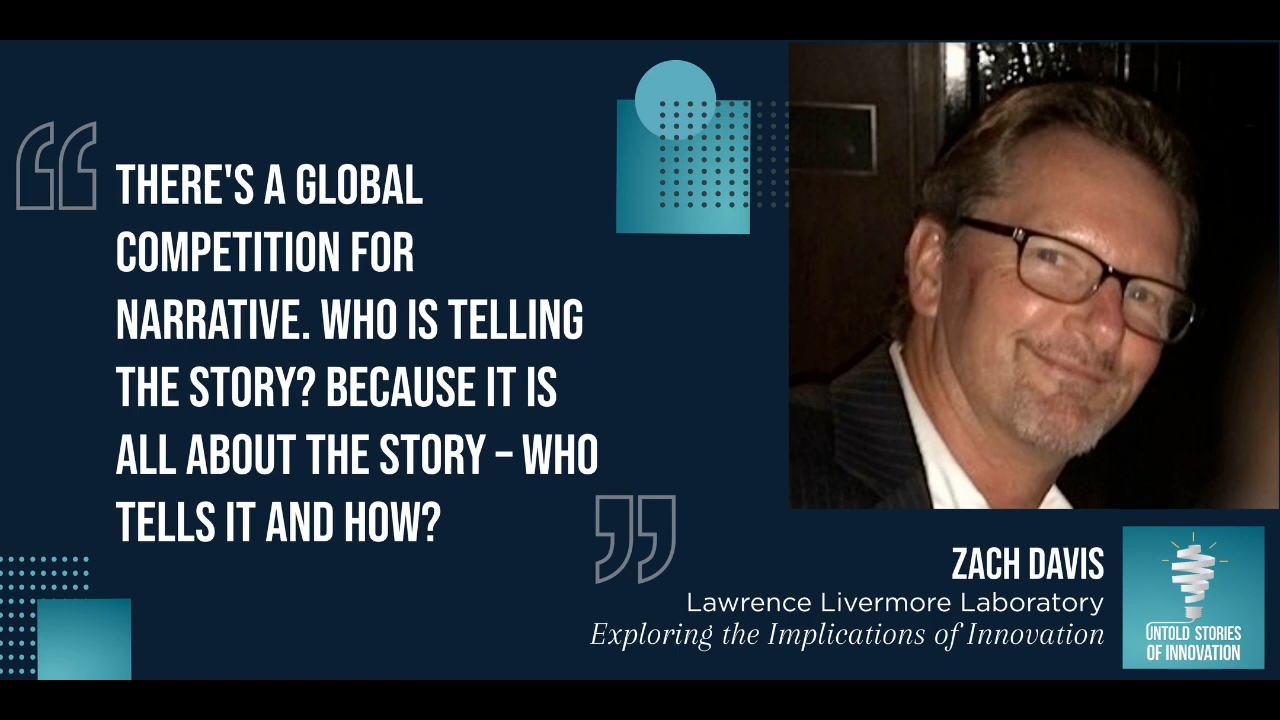 THERE'S A GLOBAL
COMPETITION FOR
NARRATIVE. WHO IS TELLING
THE STORY? BECAUSE IT IS
ALL ABOUT THE STORY – WHO
TELLS IT AND HOW?
ZACH DAVIS
Lawrence Livermore Laboratory
Exploring the Implications of Innovation
UNTOLD STORIES
OF INNOVATION